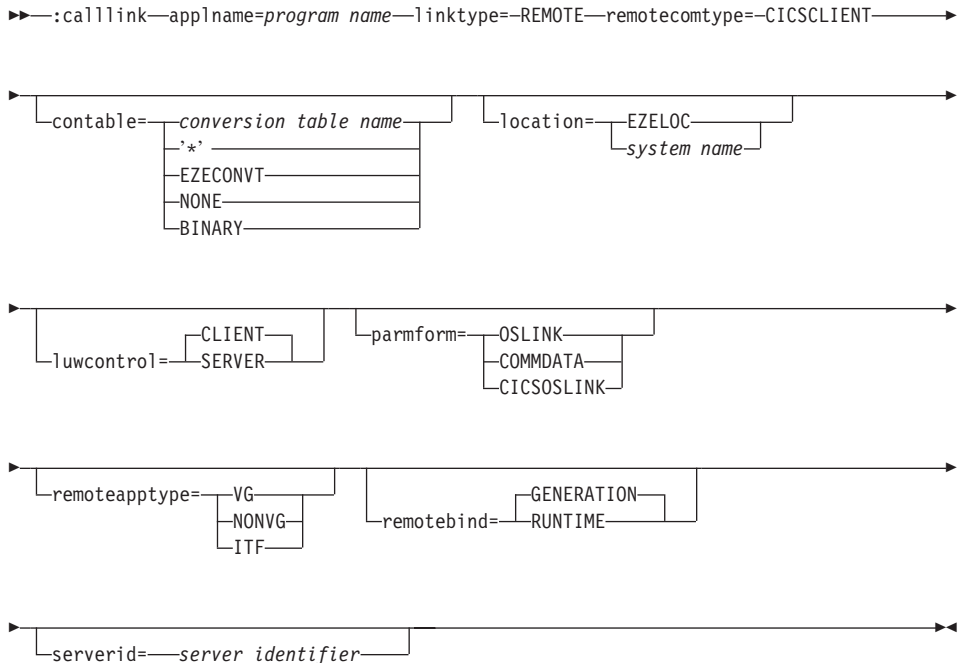 :calllink applname=program name linktype= REMOTE remotecomtype= CICSCLIENT
contable= conversion table name
'*'
EZECONVT
NONE
BINARY
location= EZELOC
system name
luwcontrol= CLIENT
SERVER
parmform= OSLINK
COMMDATA
CICSOSLINK
remoteapptype= VG
NONVG
ITF
remotebind= GENERATION
RUNTIME
serverid= server identifier